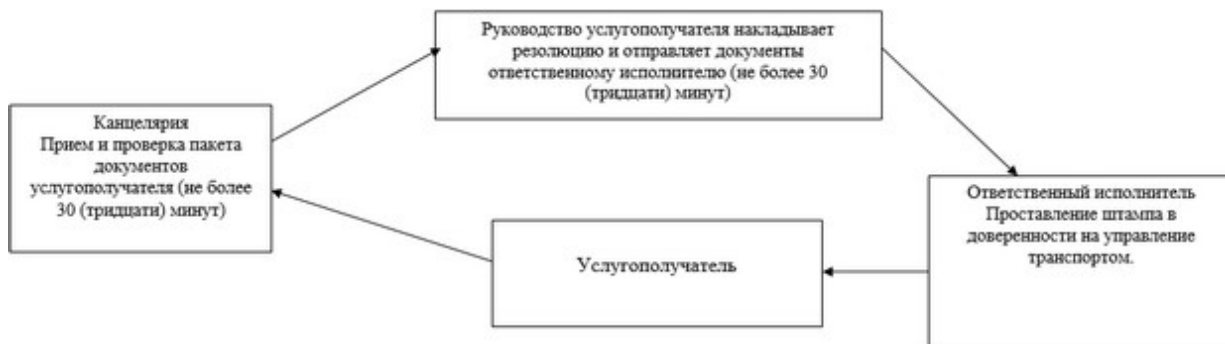 Руководство услугополучателя накладывает
резолюцию и отправляет документы
ответственному исполнителю (не более 30
(тридцати) минут)
Канцелярия
Прием и проверка пакета
документов
услугополучателя (не более
30 (тридцати) минут)
Ответственный исполнитель
Проставление штампа в
доверенности на управление
транспортом.
Услугополучатель